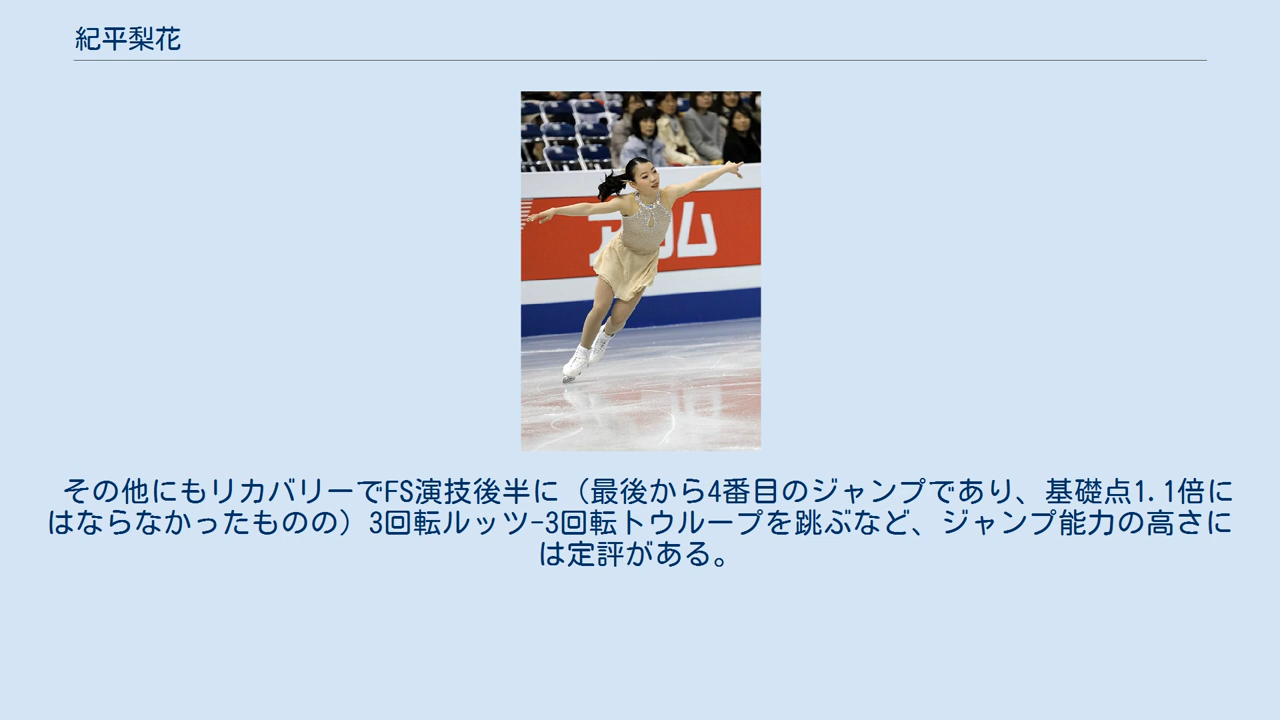 紀平梨花
ム
その他にもリカバリーでFS演技後半に（最後から4番目のジャンプであり、基礎点1.1倍に
はならなかったものの）3回転ルッツ-3回転トウループを跳ぶなど、ジャンプ能力の高さに
は定評がある。